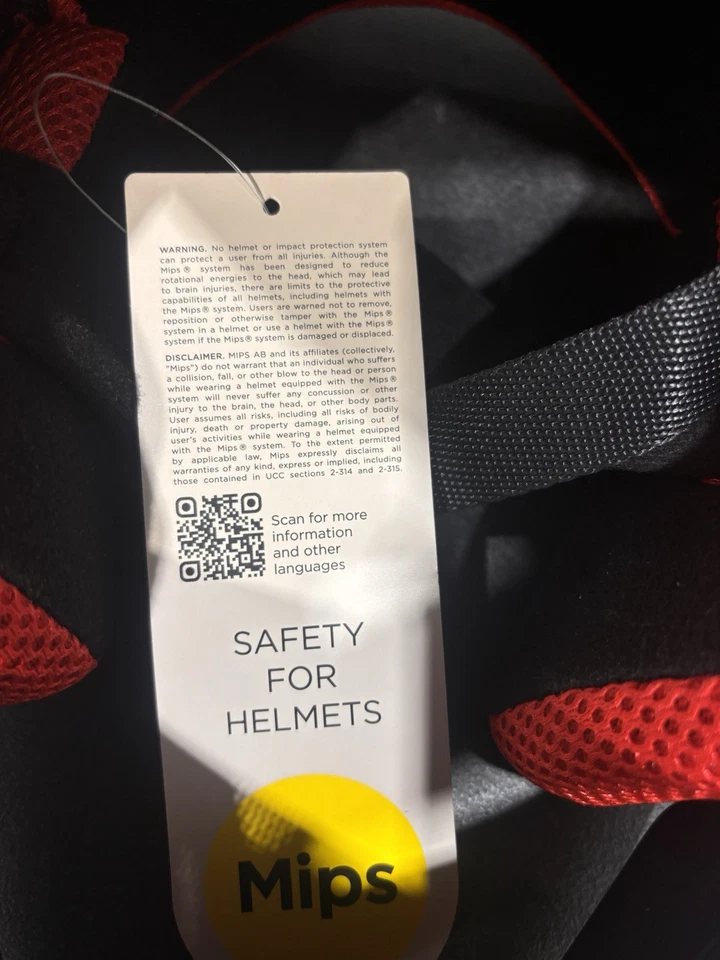 WARNING. No helmet or impact protection system
can protect a user from all injuries. Although the
Mips® system has been designed to reduce
rotational energies to the head, which may lead
to brain injuries, there are limits to the protective
capabilities of all helmets, including helmets with
the Mips® system. Users are warned not to remove,
reposition or otherwise tamper with the Mips®
system in a helmet or use a helmet with the Mips®
system if the Mips® system is damaged or displaced.
DISCLAIMER. MIPS AB and its affiliates (collectively,
"Mips") do not warrant that an individual who suffers
a collision, fall, or other blow to the head or person
while wearing a helmet equipped with the Mips®
system will never suffer any concussion or other
injury to the brain, the head, or other body parts.
User assumes all risks, including all risks of bodily
injury, death or property damage, arising out of
user's activities while wearing a helmet equipped
with the Mips® system. To the extent permitted
by applicable law, Mips expressly disclaims all
warranties of any kind, express or implied, including
those contained in UCC sections 2-314 and 2-315.
Scan for more
information
and other
languages
SAFETY
FOR
HELMETS
Mips